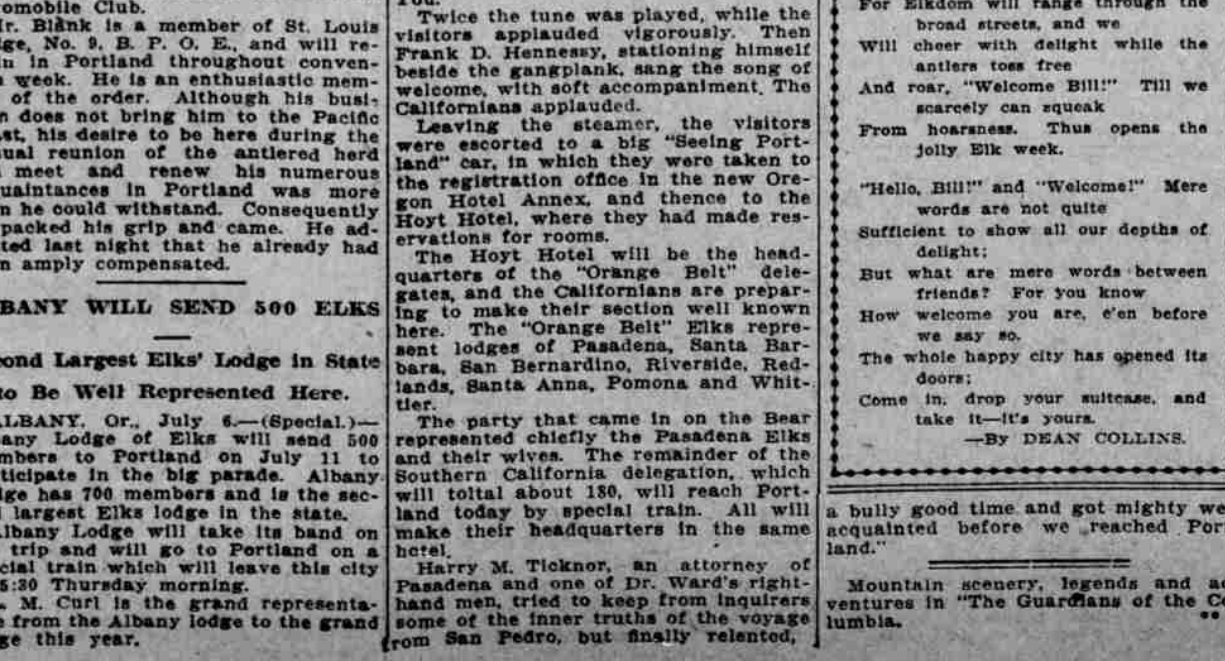 omobile Club.
Mr. Blank is a member of St. Louis
ge, No. 9, B. P. O. E., and will re-
in in Portland throughout conven-
week. He is an enthusiastic mem-
of the order. Although his busi-
does not bring him to the Pacific
st, his desire to be here during the
ual reunion of the antlered herd
meet and renew his numerous
quaintances in Portland was more
n he could withstand. Consequently
packed his grip and came. He ad-
ted last night that he already had
n amply compensated.
BANY WILL SEND 500 ELKS
ond Largest Elks' Lodge in State
to Be Well Represented Here.
ALBANY, Or., July 6.—(Special.)—
any Lodge of Elks will send 500
mbers to Portland on July 11 to
ticipate in the big parade. Albany
ge has 700 members and is the sec-
largest Elks lodge in the state.
lbany Lodge will take its band on
trip and will go to Portland on a
cial train which will leave this city
5:30 Thursday morning.
. M. Curl is the grand representa-
e from the Albany lodge to the grand
ge this year.
You.
Twice the tune was played, while the
visitors applauded vigorously. Then
Frank D. Hennessy, stationing himself
beside the gangplank, sang the song of
welcome, with soft accompaniment. The
Californians applauded.
Leaving the steamer, the visitors
were escorted to a big "Seeing Port-
land" car, in which they were taken to
the registration office in the new Ore-
gon Hotel Annex, and thence to the
Hoyt Hotel, where they had made res-
ervations for rooms.
The Hoyt Hotel will be the head-
quarters of the "Orange Belt" dele-
gates, and the Californians are prepar-
ing to make their section well known
here. The "Orange Belt" Elks repre-
sent lodges of Pasadena, Santa Bar-
bara, San Bernardino, Riverside, Red-
lands, Santa Anna, Pomona and Whit-
tier.
The party that came in on the Bear
represented chiefly the Pasadena Elks
and their wives. The remainder of the
Southern California delegation, which
will toltal about 180, will reach Port-
land today by special train. All will
make their headquarters in the same
hotel.
Harry M. Ticknor, an attorney of
Pasadena and one of Dr. Ward's right-
hand men, tried to keep from inquirers
some of the inner truths of the voyage
from San Pedro, but finally relented,
For Elkdom will range through the
broad streets, and we
Will cheer with delight while the
antlers toss free
And roar, "Welcome Bill!" Till we
scarcely can squeak
From hoarsness. Thus opens the
jolly Elk week.
"Hello, Bill!" and "Welcome!" Mere
words are not quite
Sufficient to show all our depths of
delight;
But what are mere words between
friends? For you know
How welcome you are, e'en before
we say so.
The whole happy city has opened its
doors;
Come in, drop your suitcase, and
take it—it's yours.
—By DEAN COLLINS.
a bully good time and got mighty we
acquainted before we reached Por
land."
Mountain scenery, legends and ad
ventures in "The Guardians of the Co
lumbia.